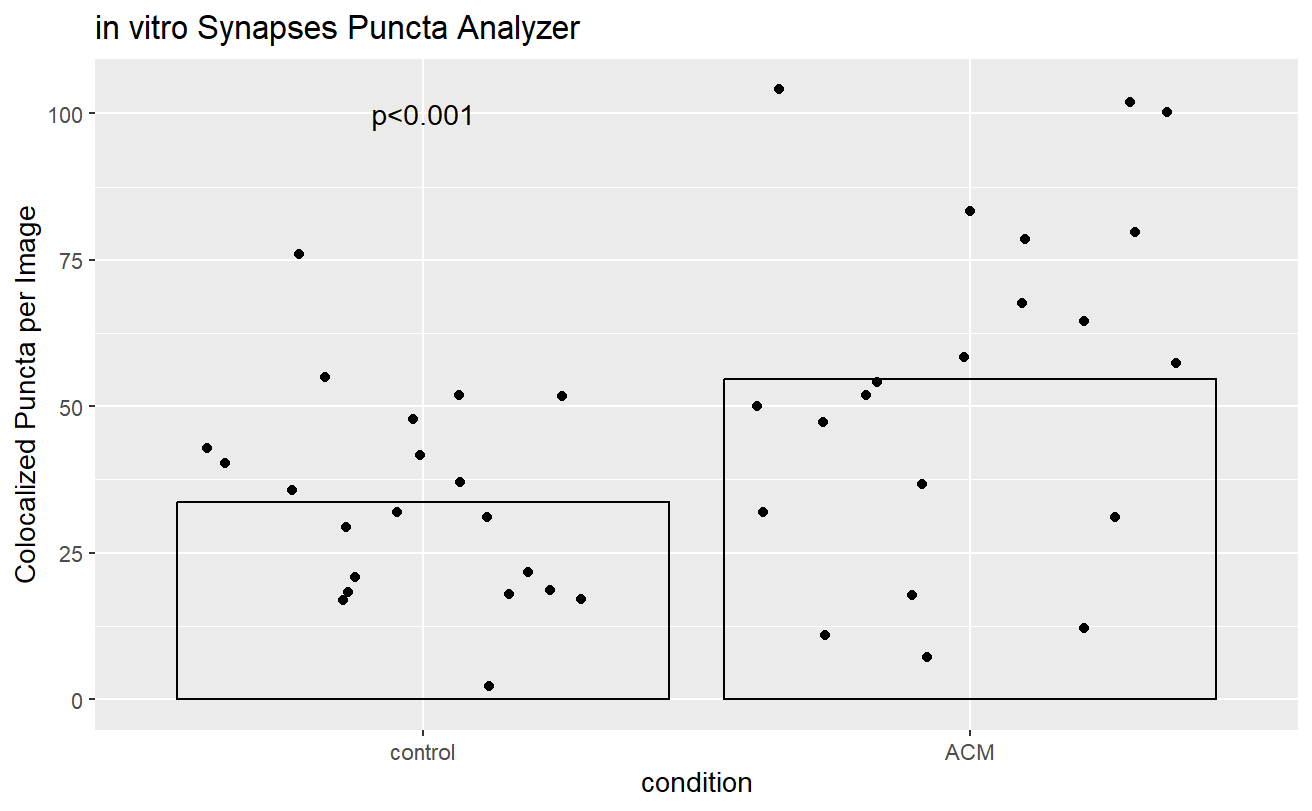 in vitro Synapses Puncta Analyzer
p<0.001
100
75
50
25
0
Colocalized Puncta per Image
control ACM
condition